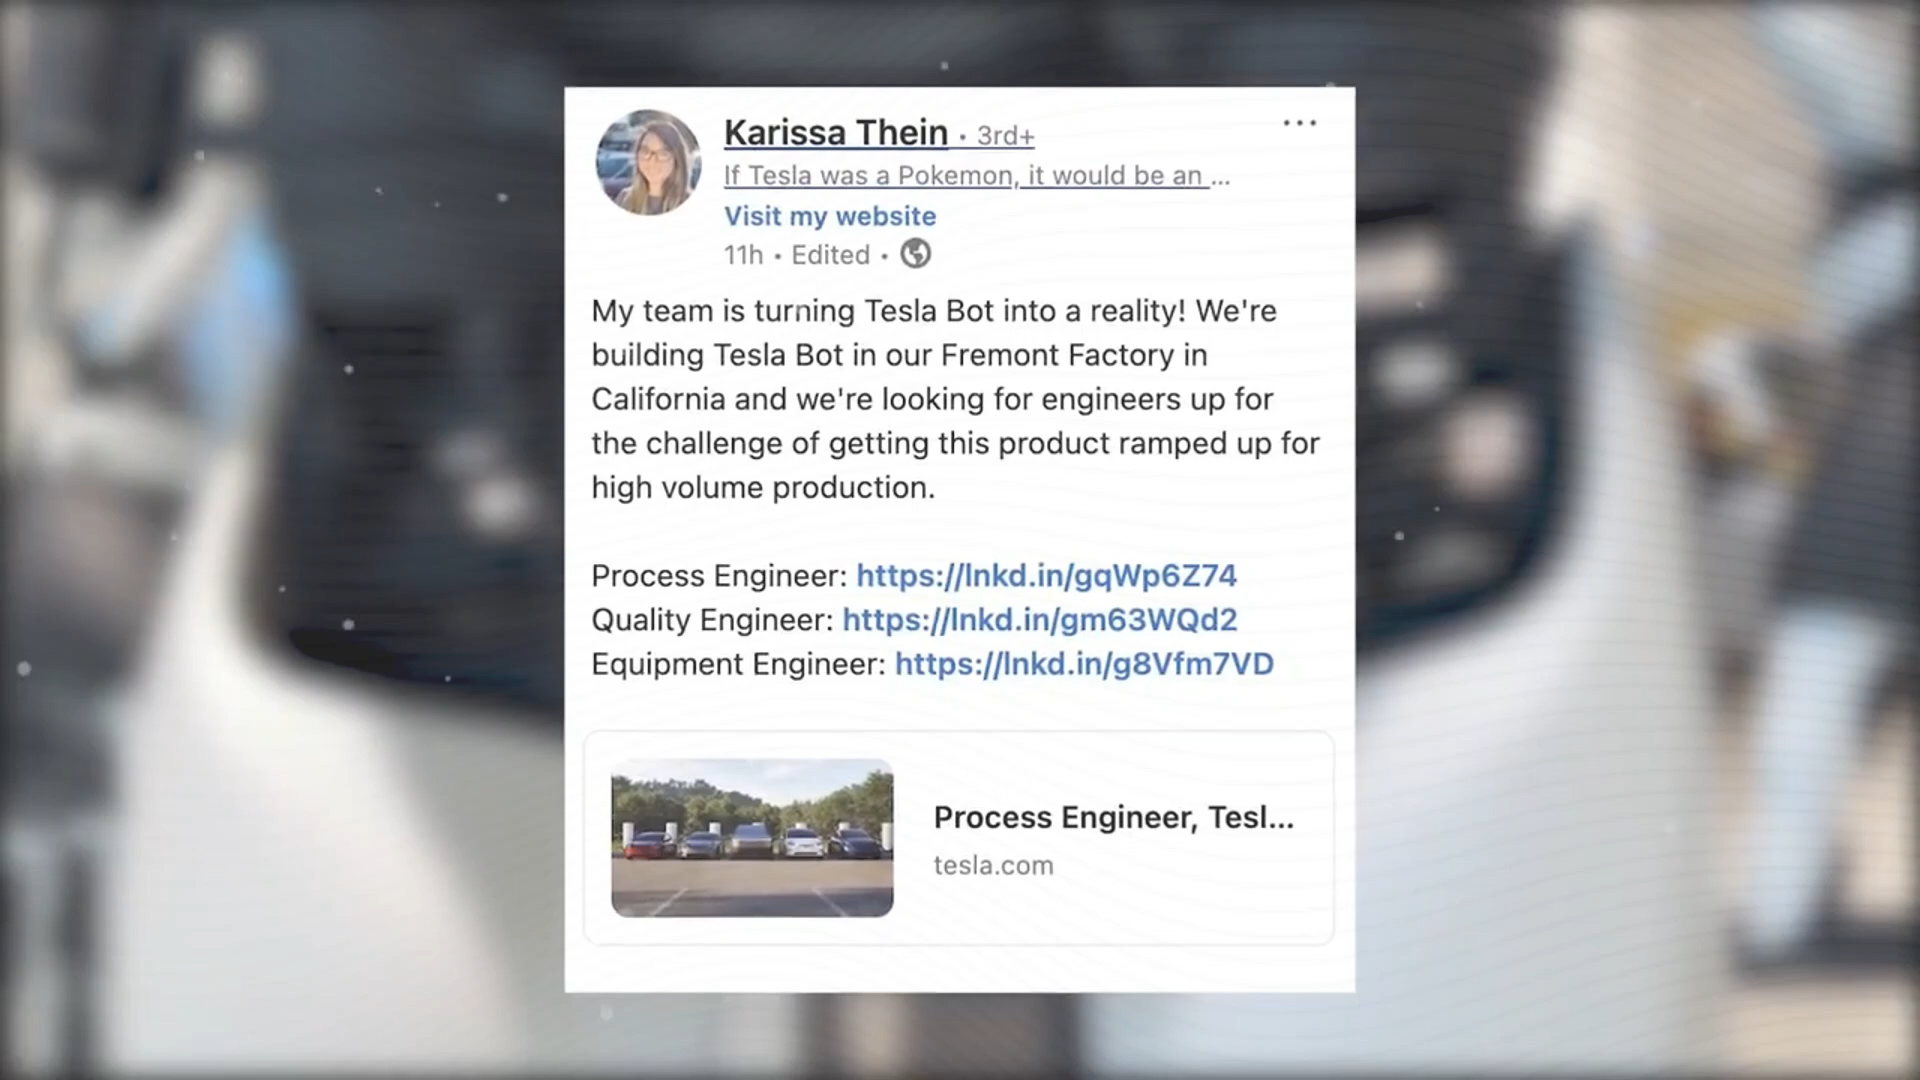 Karissa Thein · 3rd+
If Tesla was a Pokemon, it would be an ...
Visit my website
11h • Edited •
My team is turning Tesla Bot into a reality! We're
building Tesla Bot in our Fremont Factory in
California and we're looking for engineers up for
the challenge of getting this product ramped up for
high volume production.
Process Engineer: https://lnkd.in/gqWp6Z74
Quality Engineer: https://lnkd.in/gm63WQd2
Equipment Engineer: https://lnkd.in/g8Vfm7VD
Process Engineer, Tesl...
tesla.com